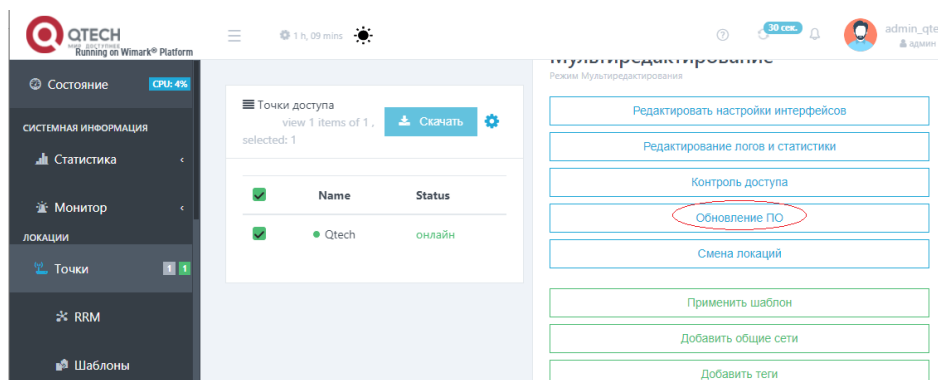 QTECH
МИР ДОСТУПНЕЕ
Running on Wimark® Platform
1 h, 09 mins
30 сек.
admin_qte
админ
Состояние
CPU: 4%
СИСТЕМНАЯ ИНФОРМАЦИЯ
Статистика
Монитор
ЛОКАЦИИ
Точки
1 1
RRM
Шаблоны
Точки доступа
view 1 items of 1 ,
selected: 1
Скачать
Name Status
Qtech онлайн
Мультиредактирование
Режим Мультиредактирования
Редактировать настройки интерфейсов
Редактирование логов и статистики
Контроль доступа
Обновление ПО
Смена локаций
Применить шаблон
Добавить общие сети
Добавить теги